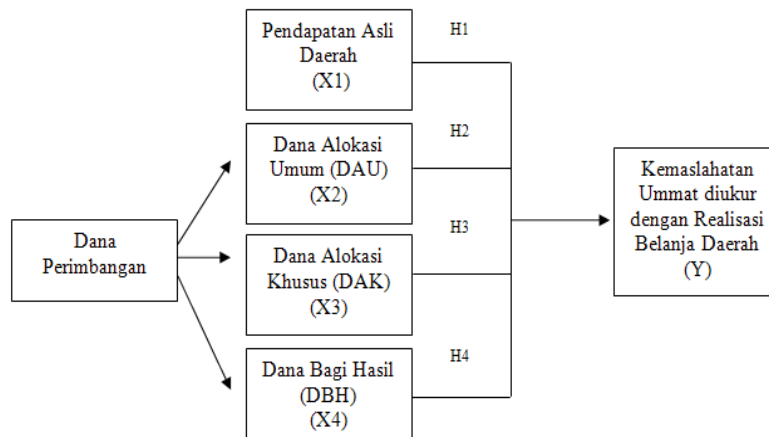 Pendapatan Asli
Daerah
(X1)
H1
Dana Alokasi
Umum (DAU)
(X2)
H2
Dana
Perimbangan
Dana Alokasi
Khusus (DAK)
(X3)
H3
Dana Bagi Hasil
(DBH)
(X4)
H4
Kemaslahatan
Ummat diukur
dengan Realisasi
Belanja Daerah
(Y)